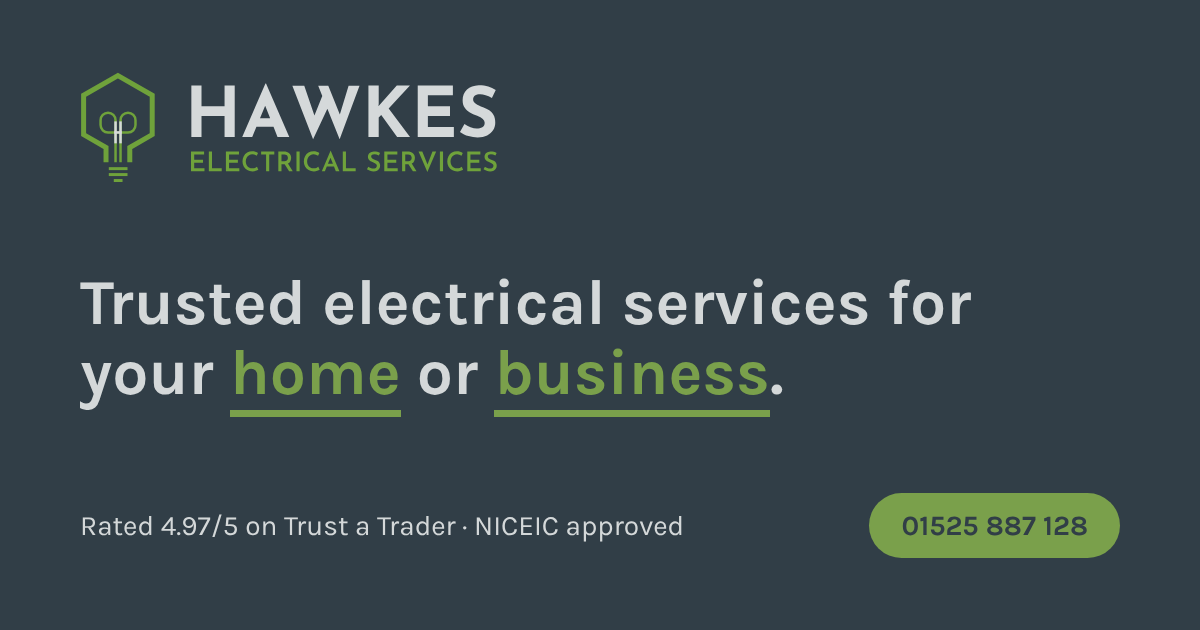 HAWKES
ELECTRICAL SERVICES
Trusted electrical services for
your home or business.
Rated 4.97/5 on Trust a Trader · NICEIC approved
01525 887 128